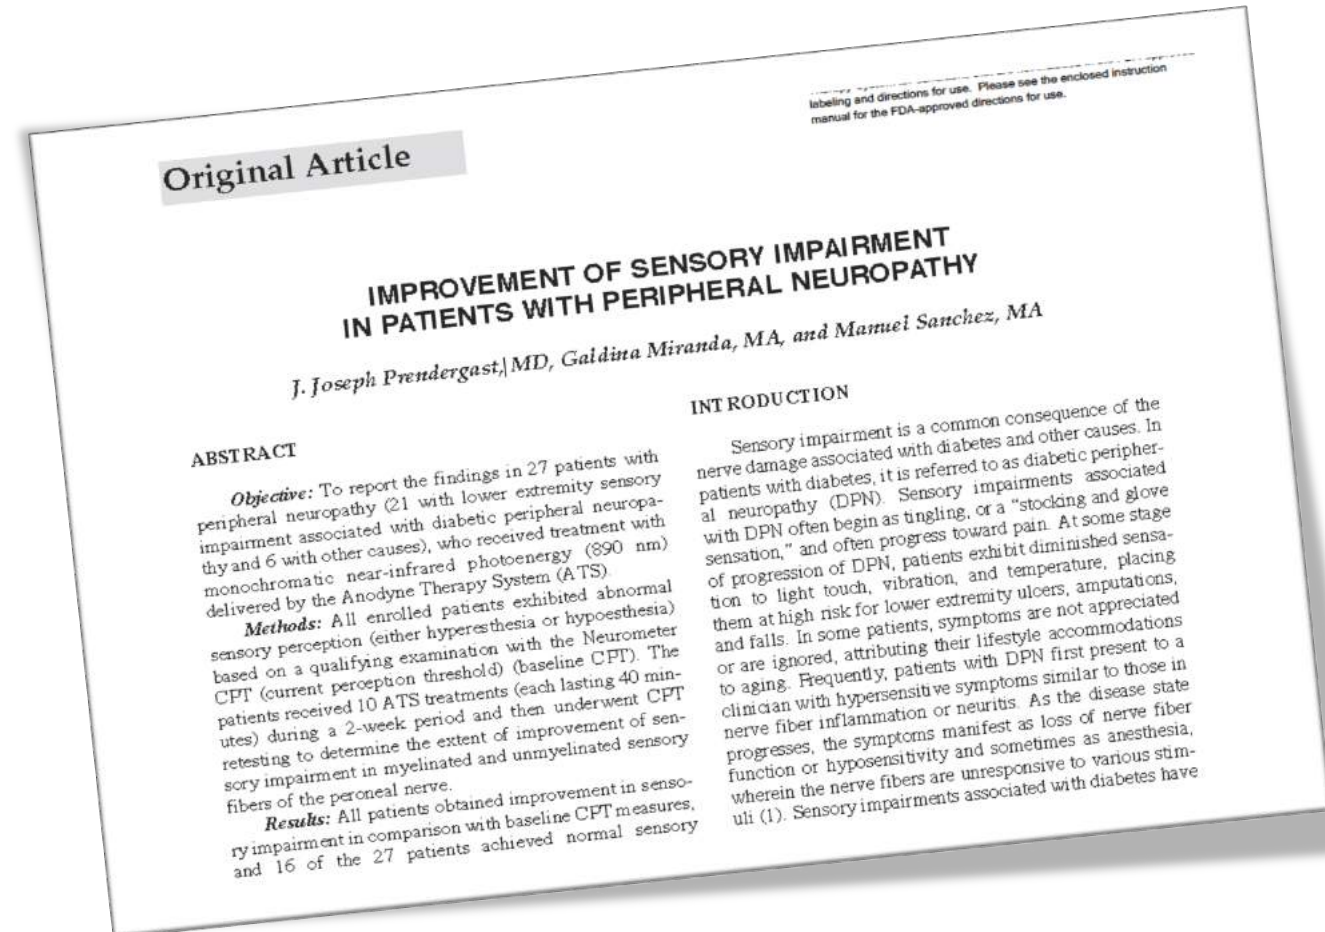 labeling and directions for use. Please see the enclosed instruction
manual for the FDA-approved directions for use.
Original Article
IMPROVEMENT OF SENSORY IMPAIRMENT
IN PATIENTS WITH PERIPHERAL NEUROPATHY
J. Joseph Prendergast,| MD, Galdina Miranda, MA, and Manuel Sanchez, MA
ABSTRACT
Objective: To report the findings in 27 patients with
peripheral neuropathy (21 with lower extremity sensory
impairment associated with diabetic peripheral neuropa-
thy and 6 with other causes), who received treatment with
monochromatic near-infrared photoenergy (890 nm)
delivered by the Anodyne Therapy System (ATS).
Methods: All enrolled patients exhibited abnormal
sensory perception (either hyperesthesia or hypoesthesia)
based on a qualifying examination with the Neurometer
CPT (current perception threshold) (baseline CPT). The
patients received 10 ATS treatments (each lasting 40 min-
utes) during a 2-week period and then underwent CPT
retesting to determine the extent of improvement of sen-
sory impairment in myelinated and unmyelinated sensory
fibers of the peroneal nerve.
Results: All patients obtained improvement in senso-
ry impairment in comparison with baseline CPT measures,
and 16 of the 27 patients achieved normal sensory
INTRODUCTION
Sensory impairment is a common consequence of the
nerve damage associated with diabetes and other causes. In
patients with diabetes, it is referred to as diabetic peripher-
al neuropathy (DPN). Sensory impairments associated
with DPN often begin as tingling, or a "stocking and glove
sensation," and often progress toward pain. At some stage
of progression of DPN, patients exhibit diminished sensa-
tion to light touch, vibration, and temperature, placing
them at high risk for lower extremity ulcers, amputations,
and falls. In some patients, symptoms are not appreciated
or are ignored, attributing their lifestyle accommodations
to aging. Frequently, patients with DPN first present to a
clinician with hypersensitive symptoms similar to those in
nerve fiber inflammation or neuritis. As the disease state
progresses, the symptoms manifest as loss of nerve fiber
function or hyposensitivity and sometimes as anesthesia,
wherein the nerve fibers are unresponsive to various stim-
uli (1). Sensory impairments associated with diabetes have